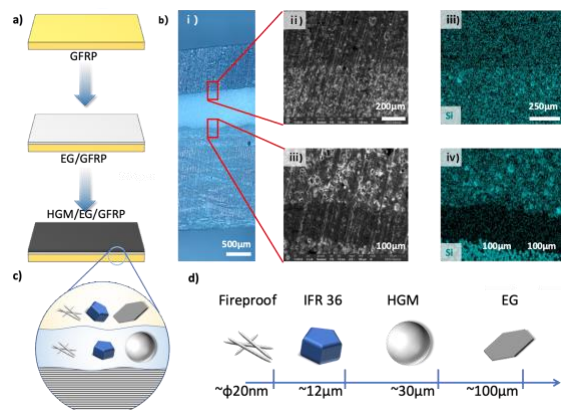 a)
GFRP
EG/GFRP
HGM/EG/GFRP
b)
i )
500μm
ii )
200μm
iii)
Si
250μm
iii)
100μm
iv)
Si
100μm
100μm
c)
d)
Fireproof
IFR 36
HGM
EG
~ϕ20nm
~12μm
~30μm
~100μm